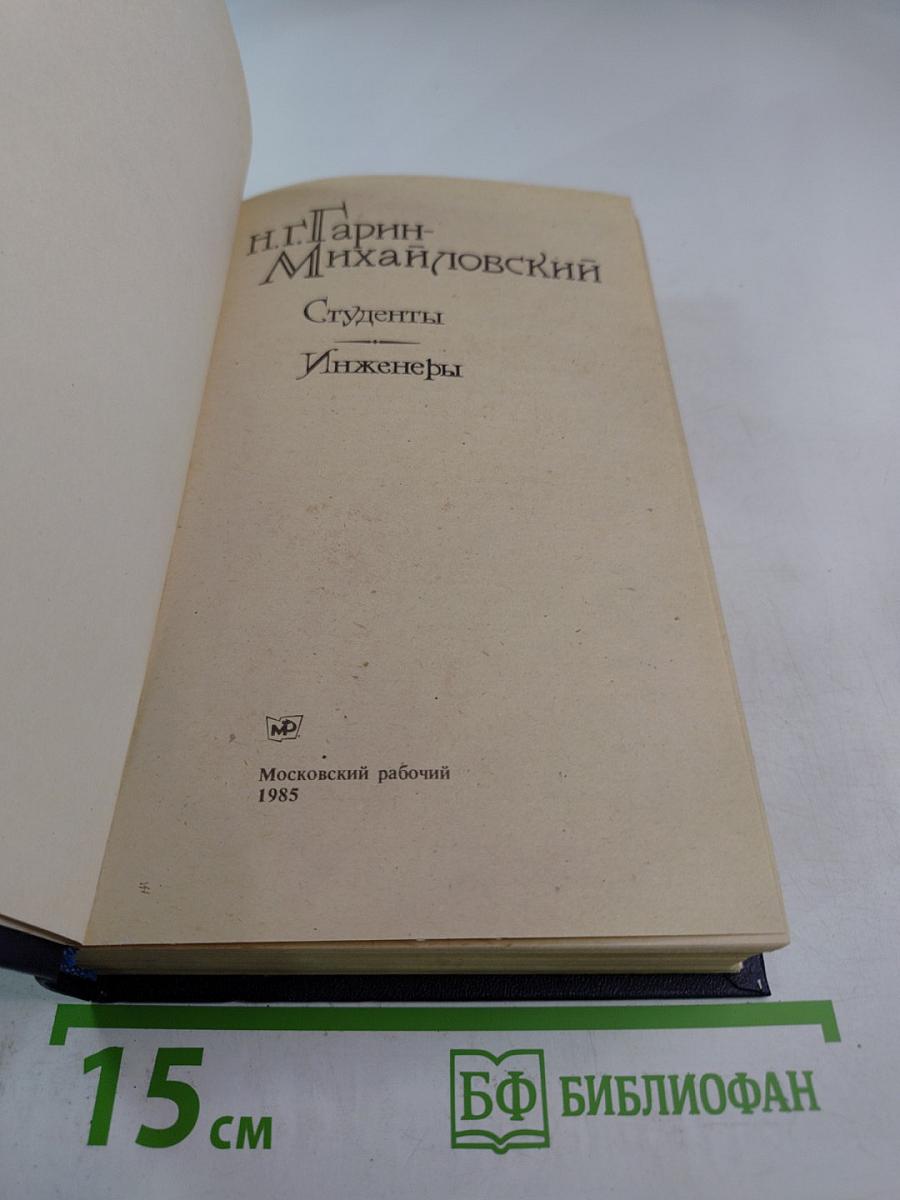 Н.Г. Гарин-
Михайловский
Студенты
Инженеры
МР
Московский рабочий
1985
15 см
БФ БИБЛИОФАН